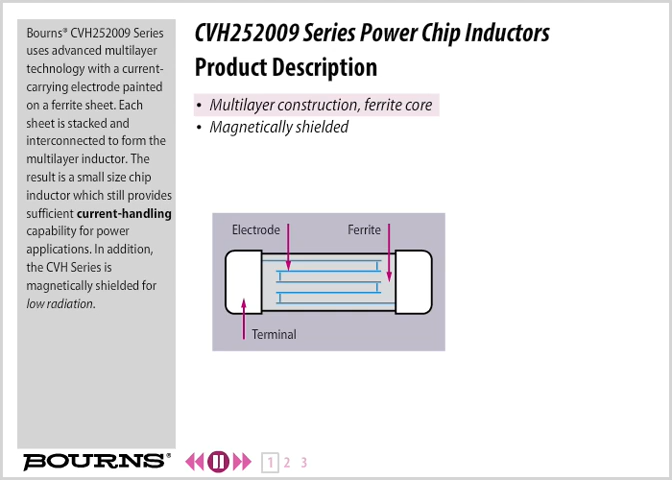 Bourns® CVH252009 Series
uses advanced multilayer
technology with a current-
carrying electrode painted
on a ferrite sheet. Each
sheet is stacked and
interconnected to form the
multilayer inductor. The
result is a small size chip
inductor which still provides
sufficient current-handling
capability for power
applications. In addition,
the CVH Series is
magnetically shielded for
low radiation.
CVH252009 Series Power Chip Inductors
Product Description
• Multilayer construction, ferrite core
• Magnetically shielded
Electrode
Ferrite
Terminal
BOURNS®
1 2 3